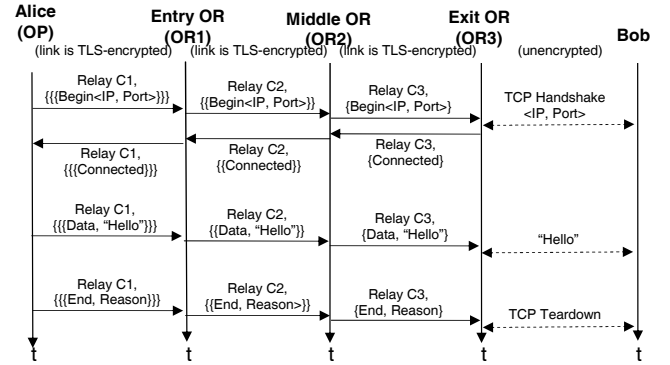 Alice
(OP)
Entry OR
(OR1)
Middle OR
(OR2)
Exit OR
(OR3)
Bob
(link is TLS-encrypted)
(link is TLS-encrypted)
(link is TLS-encrypted)
(unencrypted)
Relay C1,
{{{Begin<IP, Port>}}}
Relay C2,
{{Begin<IP, Port>}}
Relay C3,
{Begin<IP, Port>}
TCP Handshake
<IP, Port>
Relay C1,
{{{Connected}}}
Relay C2,
{{Connected}}
Relay C3,
{Connected}
Relay C1,
{{{Data, “Hello”}}}
Relay C2,
{{Data, “Hello”}}
Relay C3,
{Data, “Hello”}
“Hello”
Relay C1,
{{{End, Reason}}}
Relay C2,
{{End, Reason>}}
Relay C3,
{End, Reason}
TCP Teardown
t
t
t
t
t